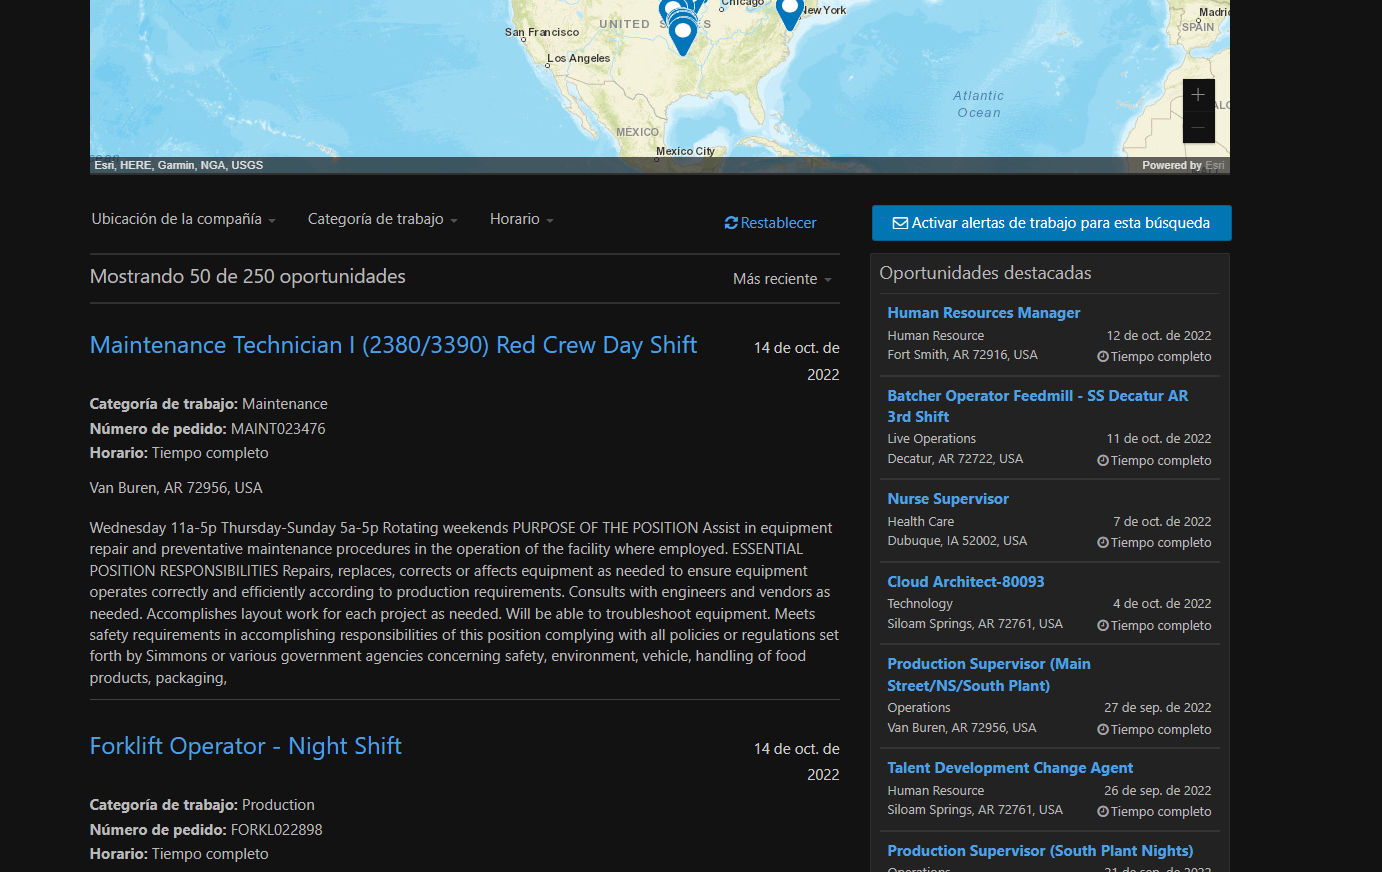 Chicago
New York
UNITED S
S
San Francisco
Los Angeles
Madrid
SPAIN
Atlantic
Ocean
MÉXICO
Mexico City
Esri, HERE, Garmin, NGA, USGS
Powered by Esri
Ubicación de la compañía
Categoría de trabajo
Horario
Restablecer
Activar alertas de trabajo para esta búsqueda
Mostrando 50 de 250 oportunidades
Más reciente
Maintenance Technician I (2380/3390) Red Crew Day Shift
14 de oct. de
2022
Categoría de trabajo: Maintenance
Número de pedido: MAINT023476
Horario: Tiempo completo
Van Buren, AR 72956, USA
Wednesday 11a-5p Thursday-Sunday 5a-5p Rotating weekends PURPOSE OF THE POSITION Assist in equipment
repair and preventative maintenance procedures in the operation of the facility where employed. ESSENTIAL
POSITION RESPONSIBILITIES Repairs, replaces, corrects or affects equipment as needed to ensure equipment
operates correctly and efficiently according to production requirements. Consults with engineers and vendors as
needed. Accomplishes layout work for each project as needed. Will be able to troubleshoot equipment. Meets
safety requirements in accomplishing responsibilities of this position complying with all policies or regulations set
forth by Simmons or various government agencies concerning safety, environment, vehicle, handling of food
products, packaging,
Forklift Operator - Night Shift
14 de oct. de
2022
Categoría de trabajo: Production
Número de pedido: FORKL022898
Horario: Tiempo completo
Oportunidades destacadas
Human Resources Manager
Human Resource
12 de oct. de 2022
Fort Smith, AR 72916, USA
Tiempo completo
Batcher Operator Feedmill - SS Decatur AR
3rd Shift
Live Operations
11 de oct. de 2022
Decatur, AR 72722, USA
Tiempo completo
Nurse Supervisor
Health Care
7 de oct. de 2022
Dubuque, IA 52002, USA
Tiempo completo
Cloud Architect-80093
Technology
4 de oct. de 2022
Siloam Springs, AR 72761, USA
Tiempo completo
Production Supervisor (Main
Street/NS/South Plant)
Operations
27 de sep. de 2022
Van Buren, AR 72956, USA
Tiempo completo
Talent Development Change Agent
Human Resource
26 de sep. de 2022
Siloam Springs, AR 72761, USA
Tiempo completo
Production Supervisor (South Plant Nights)
Operations
21 de sep. de 2022